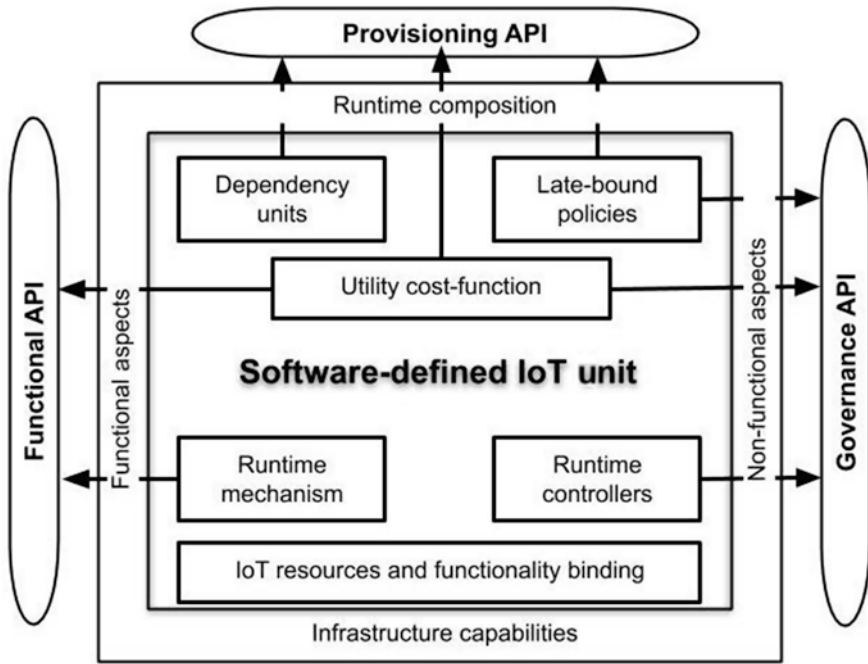 Provisioning API
Runtime composition
Dependency
units
Late-bound
policies
Utility cost-function
Functional API
Functional aspects
Non-functional aspects
Governance API
Software-defined IoT unit
Runtime
mechanism
Runtime
controllers
IoT resources and functionality binding
Infrastructure capabilities